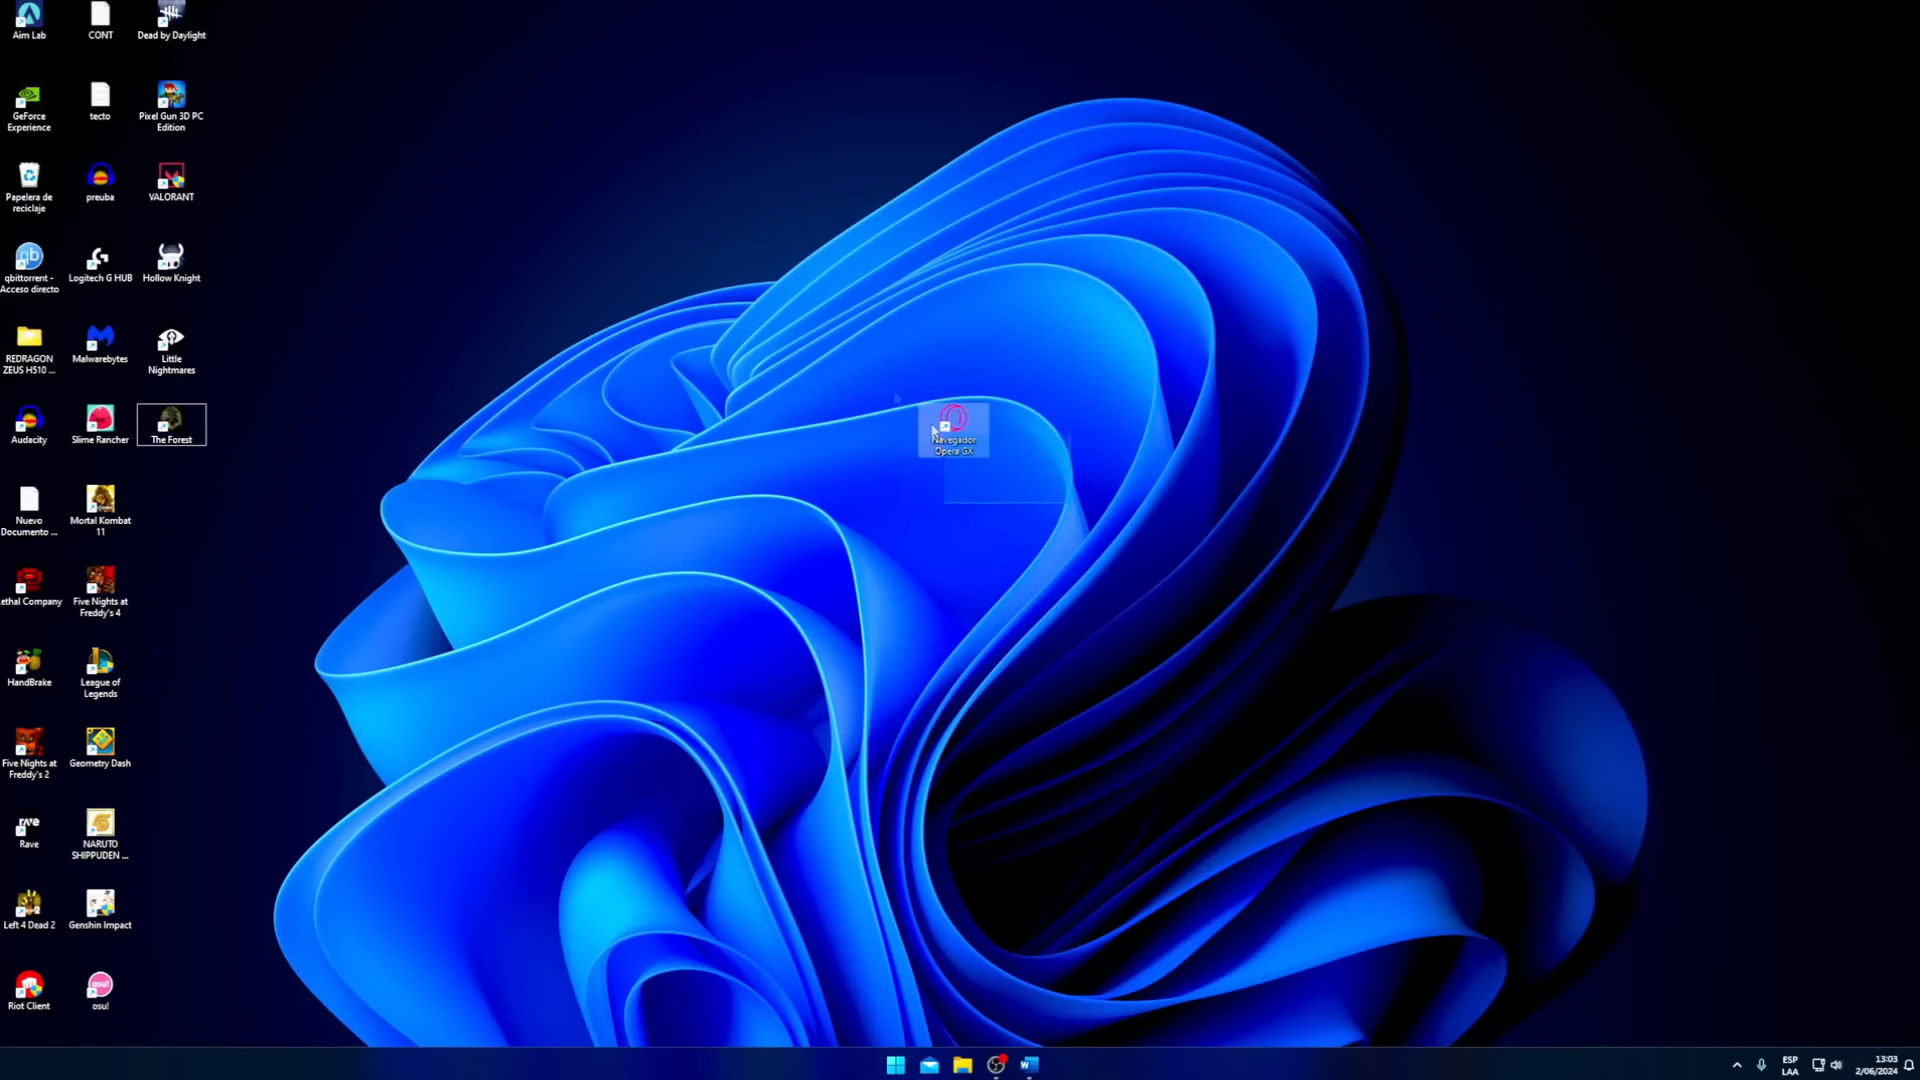 Aim Lab
CONT
Dead by Daylight
GeForce
Experience
tecto
Pixel Gun 3D PC
Edition
Papelera de
reciclaje
preuba
VALORANT
qb
qbittorrent -
Acceso directo
Logitech G HUB
Hollow Knight
REDRAGON
ZEUS H510 ...
Malwarebytes
Little
Nightmares
Audacity
Slime Rancher
The Forest
Navegador
Opera GX
Nuevo
Documento ...
Mortal Kombat
11
ethal Company
Five Nights at
Freddy's 4
HandBrake
League of
Legends
Five Nights at
Freddy's 2
Geometry Dash
rave
Rave
NARUTO
SHIPPUDEN ...
Left 4 Dead 2
Genshin Impact
Riot Client
osu!
osu!
W
ESP
LAA
13:03
2/06/2024